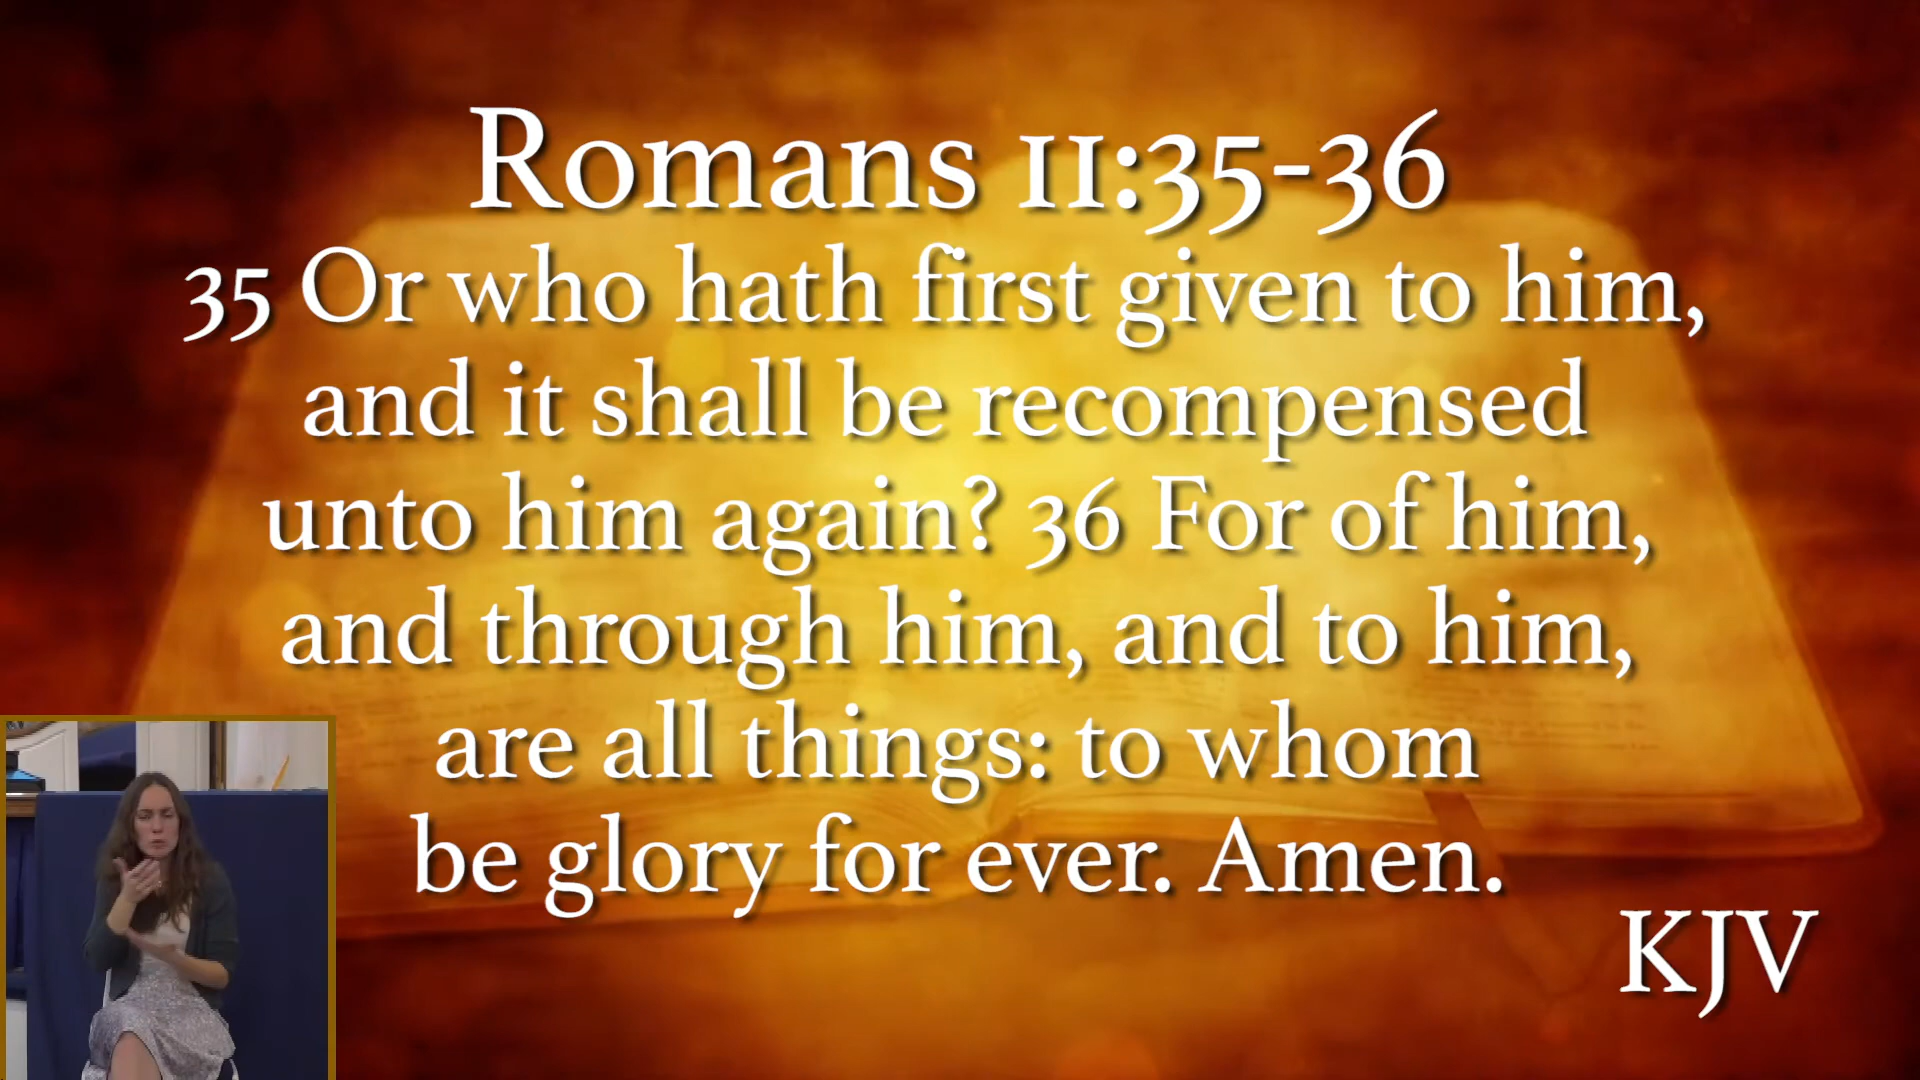 Romans 11:35-36
35 Or who hath first given to him,
and it shall be recompensed
unto him again? 36 For of him,
and through him, and to him,
are all things: to whom
be glory for ever. Amen.
KJV